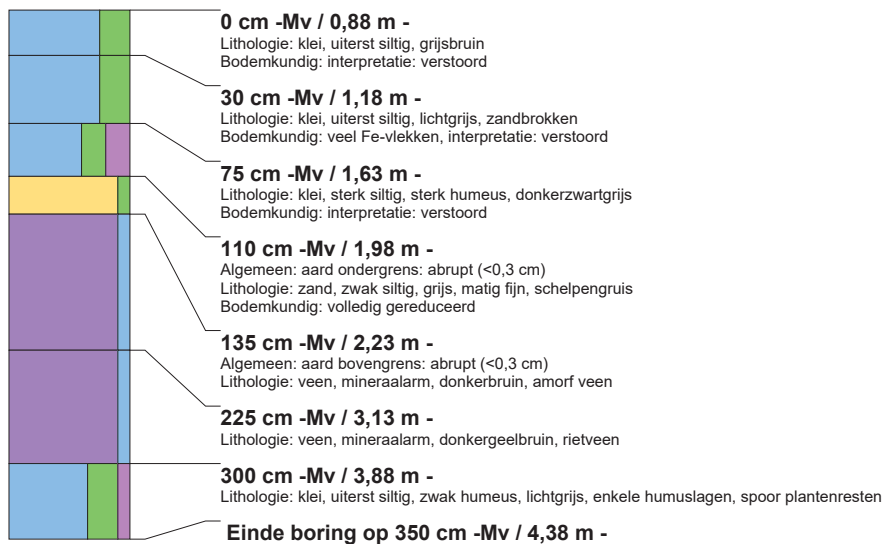 0 cm -Mv / 0,88 m -
Lithologie: klei, uiterst siltig, grijsbruin
Bodemkundig: interpretatie: verstoord
30 cm -Mv / 1,18 m -
Lithologie: klei, uiterst siltig, lichtgrijs, zandbrokken
Bodemkundig: veel Fe-vlekken, interpretatie: verstoord
75 cm -Mv / 1,63 m -
Lithologie: klei, sterk siltig, sterk humeus, donkerzwartgrijs
Bodemkundig: interpretatie: verstoord
110 cm -Mv / 1,98 m -
Algemeen: aard ondergrens: abrupt (<0,3 cm)
Lithologie: zand, zwak siltig, grijs, matig fijn, schelpengruis
Bodemkundig: volledig gereduceerd
135 cm -Mv / 2,23 m -
Algemeen: aard bovengrens: abrupt (<0,3 cm)
Lithologie: veen, mineraalarm, donkerbruin, amorf veen
225 cm -Mv / 3,13 m -
Lithologie: veen, mineraalarm, donkergeelbruin, rietveen
300 cm -Mv / 3,88 m -
Lithologie: klei, uiterst siltig, zwak humeus, lichtgrijs, enkele humuslagen, spoor plantenresten
Einde boring op 350 cm -Mv / 4,38 m -